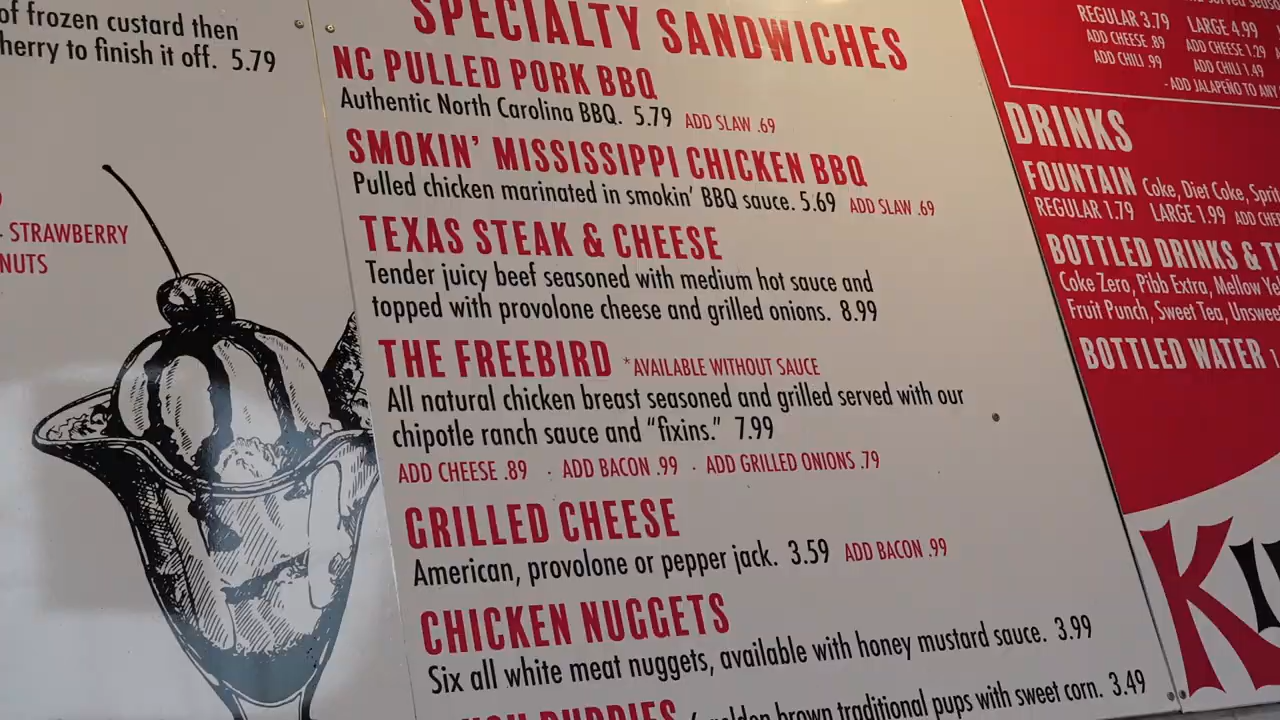 of frozen custard then
cherry to finish it off. 5.79
STRAWBERRY
NUTS
SPECIALTY SANDWICHES
NC PULLED PORK BBQ
Authentic North Carolina BBQ. 5.79 ADD SLAW .69
SMOKIN' MISSISSIPPI CHICKEN BBQ
Pulled chicken marinated in smokin' BBQ sauce. 5.69 ADD SLAW .69
TEXAS STEAK & CHEESE
Tender juicy beef seasoned with medium hot sauce and
topped with provolone cheese and grilled onions. 8.99
THE FREEBIRD *AVAILABLE WITHOUT SAUCE
All natural chicken breast seasoned and grilled served with our
chipotle ranch sauce and "fixins." 7.99
ADD CHEESE .89 · ADD BACON .99 · ADD GRILLED ONIONS .79
GRILLED CHEESE
American, provolone or pepper jack. 3.59 ADD BACON .99
CHICKEN NUGGETS
Six all white meat nuggets, available with honey mustard sauce. 3.99
golden brown traditional pups with sweet corn. 3.49
REGULAR 3.79 LARGE 4.99
ADD CHEESE .89 ADD CHEESE 1.29
ADD CHILI .99 ADD CHILI 1.49
- ADD JALAPEÑO TO ANY
DRINKS
FOUNTAIN Coke, Diet Coke,
REGULAR 1.79 LARGE 1.99 ADD
BOTTLED DRINKS &
Coke Zero, Pibb Extra, Mellow
Fruit Punch, Sweet Tea,
BOTTLED WATER